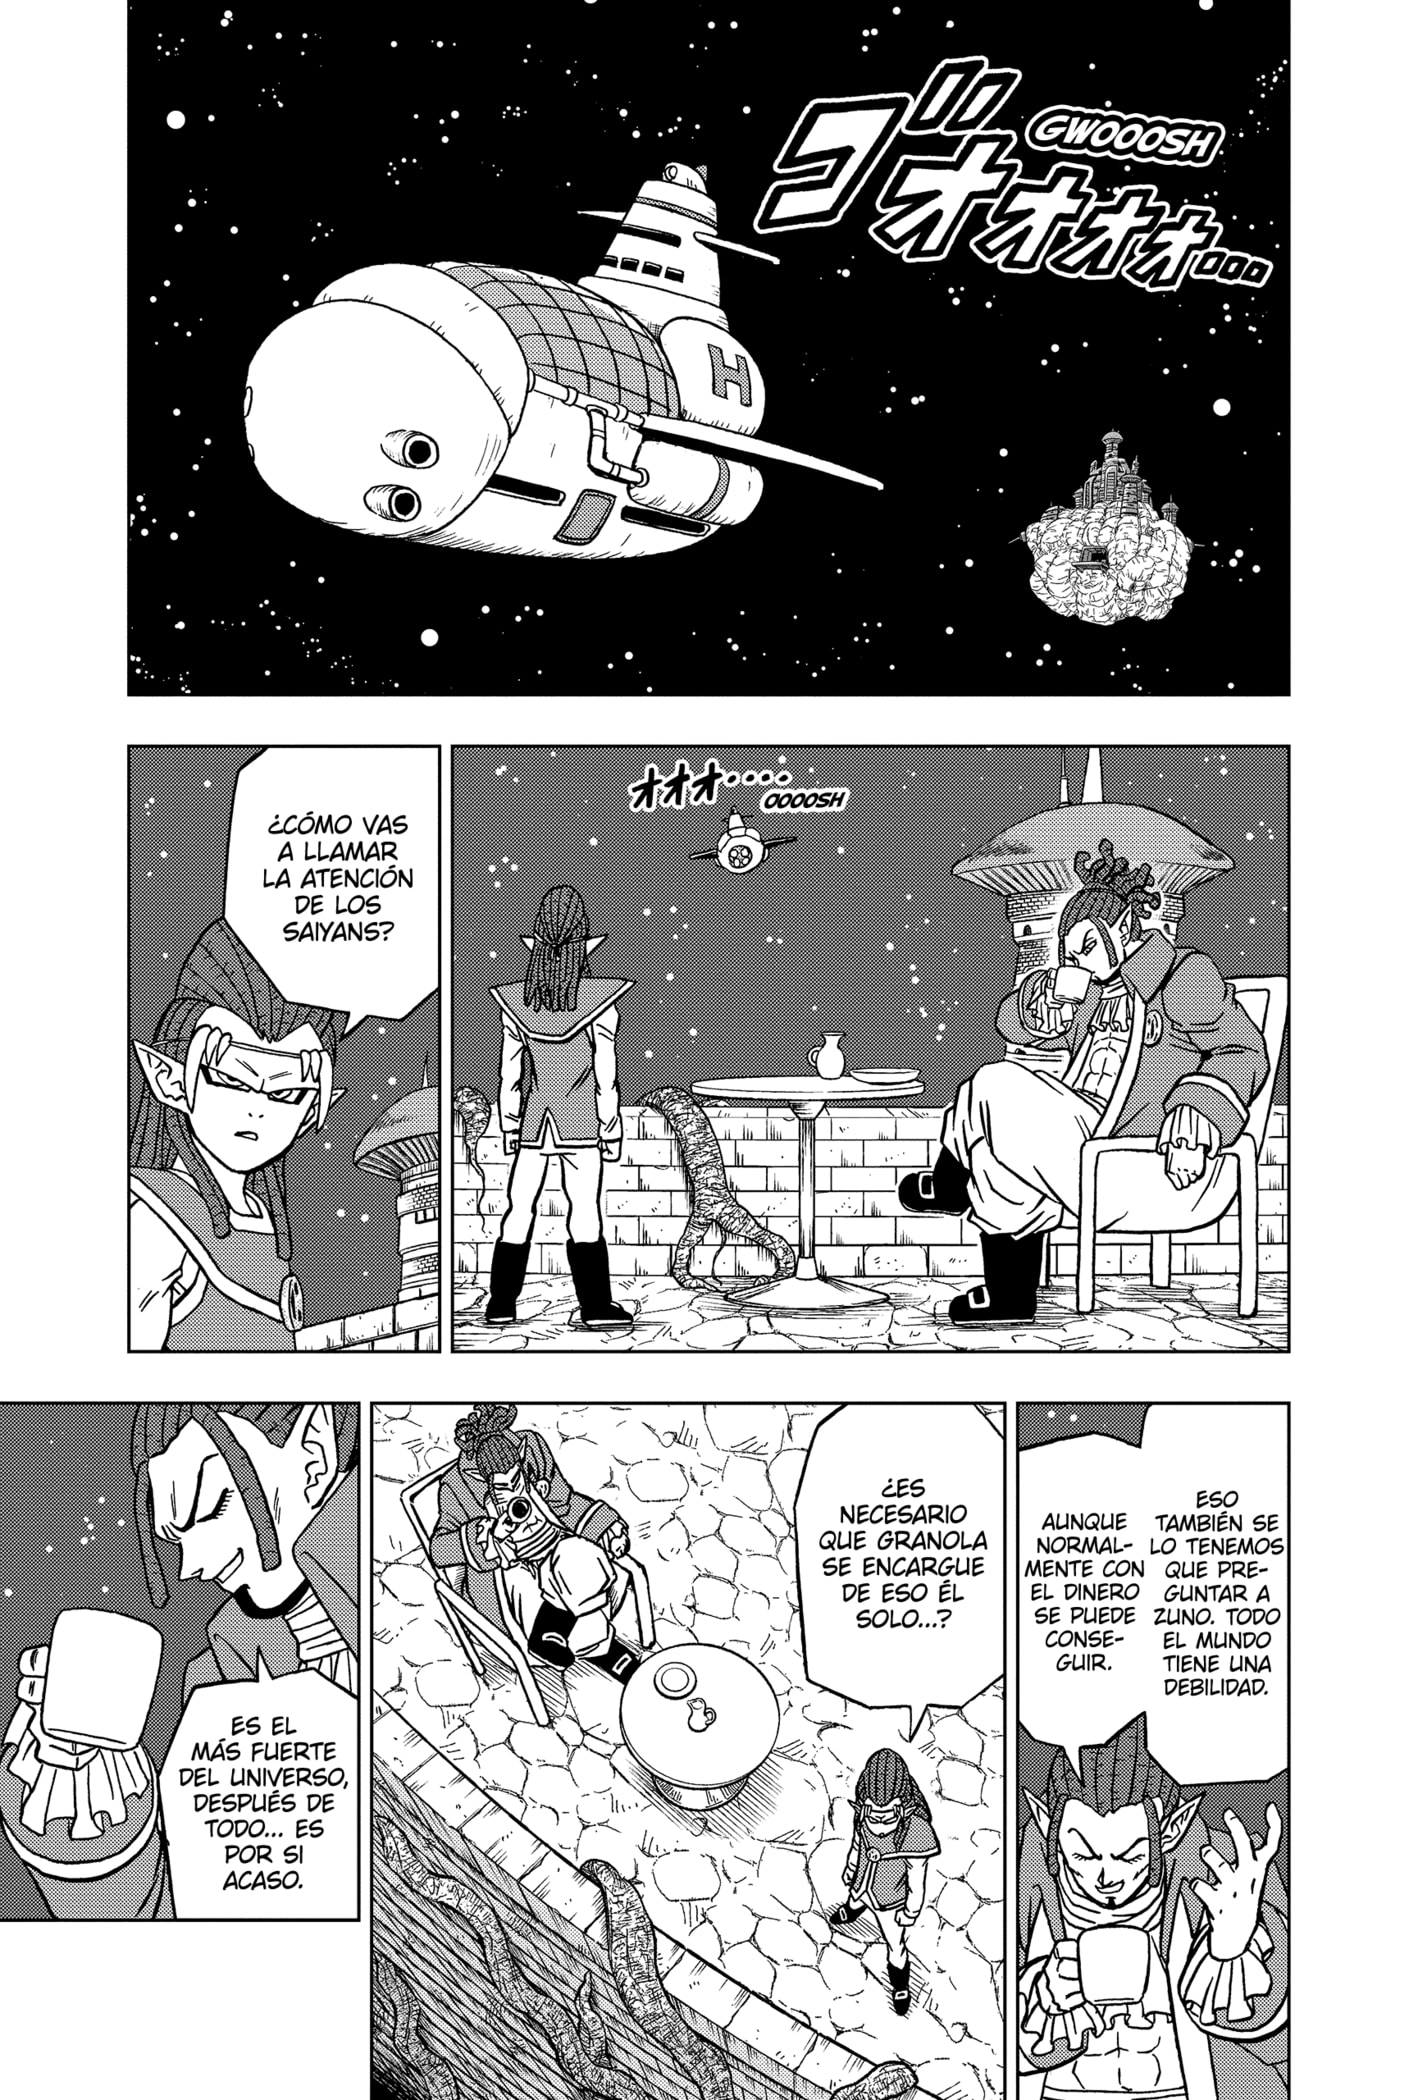 ゴオオオオ...
GWOOOSH
H
オオオ....
OOOOSH
¿CÓMO VAS
A LLAMAR
LA ATENCIÓN
DE LOS
SAIYANS?
ESO
TAMBIÉN SE
LO TENEMOS
QUE PRE-
GUNTAR A
ZUNO. TODO
EL MUNDO
TIENE UNA
DEBILIDAD.
AUNQUE
NORMAL-
MENTE CON
EL DINERO
SE PUEDE
CONSE-
GUIR.
¿ES
NECESARIO
QUE GRANOLA
SE ENCARGUE
DE ESO ÉL
SOLO...?
ES EL
MÁS FUERTE
DEL UNIVERSO,
DESPUÉS DE
TODO... ES
POR SI
ACASO.